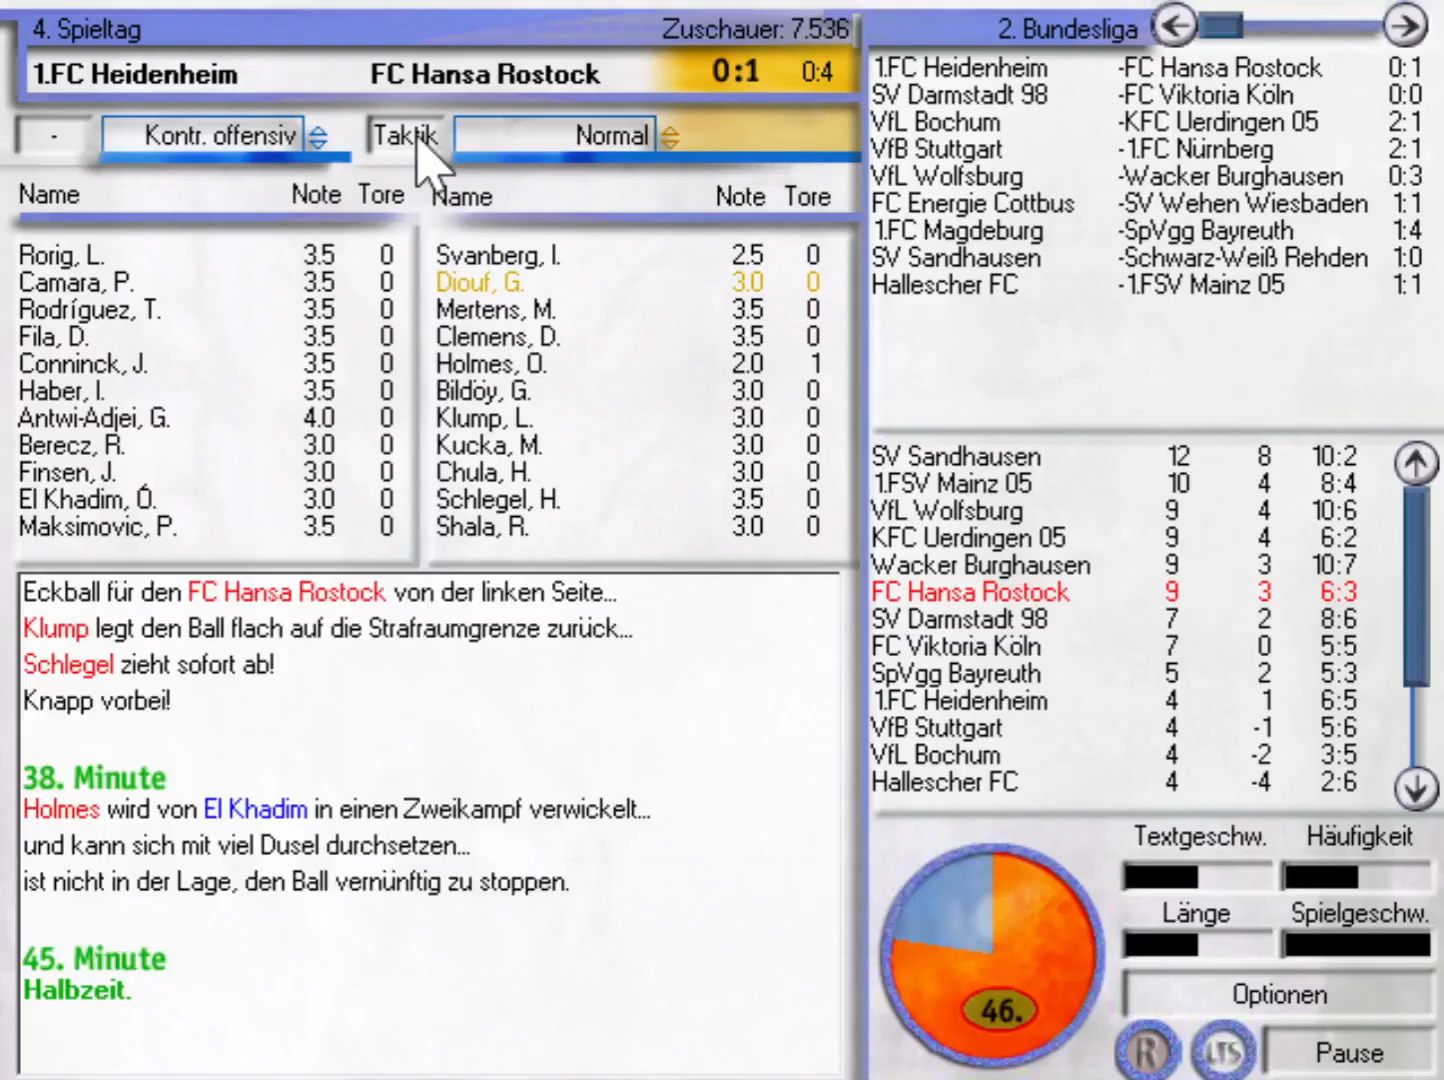 4. Spieltag Zuschauer: 7.536
1.FC Heidenheim FC Hansa Rostock 0:1 0:4
- Kontr. offensiv Taktik Normal
Name Note Tore Name Note Tore
Rorig, L. 3.5 0 Svanberg, I. 2.5 0
Camara, P. 3.5 0 Diouf, G. 3.0 0
Rodríguez, T. 3.5 0 Mertens, M. 3.5 0
Fila, D. 3.5 0 Clemens, D. 3.5 0
Conninck, J. 3.5 0 Holmes, O. 2.0 1
Haber, I. 3.5 0 Bildöy, G. 3.0 0
Antwi-Adjei, G. 4.0 0 Klump, L. 3.0 0
Berecz, R. 3.0 0 Kucka, M. 3.0 0
Finsen, J. 3.0 0 Chula, H. 3.0 0
El Khadim, Ó. 3.0 0 Schlegel, H. 3.5 0
Maksimovic, P. 3.5 0 Shala, R. 3.0 0
Eckball für den FC Hansa Rostock von der linken Seite...
Klump legt den Ball flach auf die Strafraumgrenze zurück...
Schlegel zieht sofort ab!
Knapp vorbei!
38. Minute
Holmes wird von El Khadim in einen Zweikampf verwickelt...
und kann sich mit viel Dusel durchsetzen...
ist nicht in der Lage, den Ball vernünftig zu stoppen.
45. Minute
Halbzeit.
2. Bundesliga
1.FC Heidenheim -FC Hansa Rostock 0:1
SV Darmstadt 98 -FC Viktoria Köln 0:0
VfL Bochum -KFC Uerdingen 05 2:1
VfB Stuttgart -1.FC Nürnberg 2:1
VfL Wolfsburg -Wacker Burghausen 0:3
FC Energie Cottbus -SV Wehen Wiesbaden 1:1
1.FC Magdeburg -SpVgg Bayreuth 1:4
SV Sandhausen -Schwarz-Weiß Rehden 1:0
Hallescher FC -1.FSV Mainz 05 1:1
SV Sandhausen 12 8 10:2
1.FSV Mainz 05 10 4 8:4
VfL Wolfsburg 9 4 10:6
KFC Uerdingen 05 9 4 6:2
Wacker Burghausen 9 3 10:7
FC Hansa Rostock 9 3 6:3
SV Darmstadt 98 7 2 8:6
FC Viktoria Köln 7 0 5:5
SpVgg Bayreuth 5 2 5:3
1.FC Heidenheim 4 1 6:5
VfB Stuttgart 4 -1 5:6
VfL Bochum 4 -2 3:5
Hallescher FC 4 -4 2:6
Textgeschw. Häufigkeit
Länge Spielgeschw.
46.
Optionen
R LTS Pause